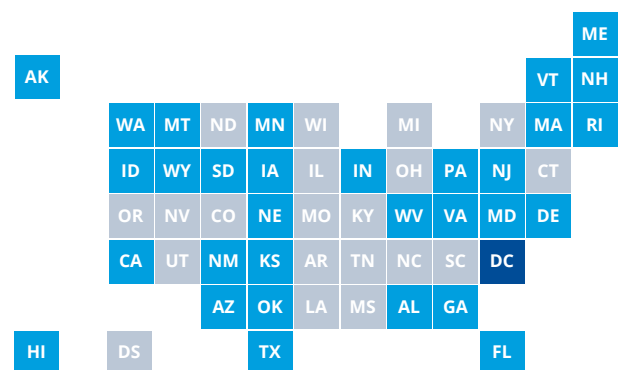 ME
AK VT NH
WA MT ND MN WI MI NY MA RI
ID WY SD IA IL IN OH PA NJ CT
OR NV CO NE MO KY WV VA MD DE
CA UT NM KS AR TN NC SC DC
AZ OK LA MS AL GA
HI DS TX FL